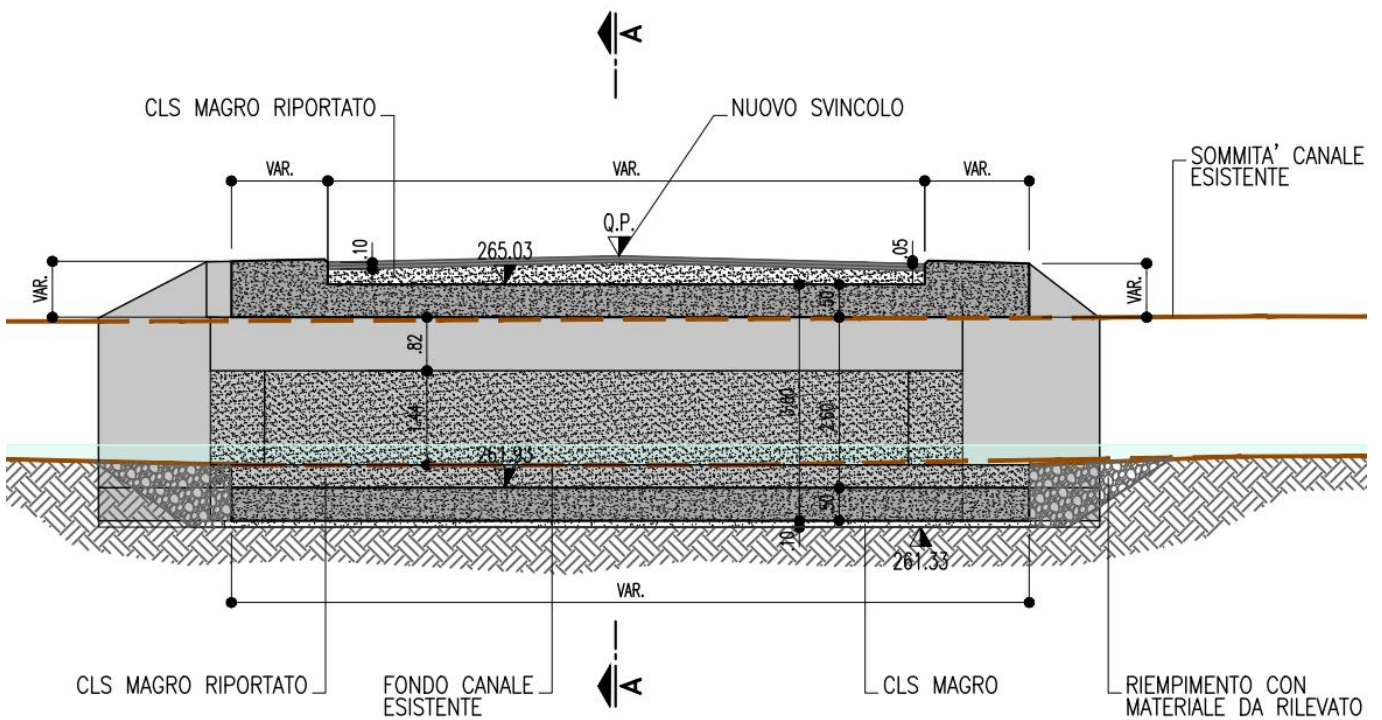 A
CLS MAGRO RIPORTATO
NUOVO SVINCOLO
SOMMITA' CANALE
ESISTENTE
VAR.
VAR.
VAR.
Q.P.
.10
265.03
.05
VAR.
VAR.
.50
.82
1.44
3.60
2.60
261.93
.50
.10
261.33
VAR.
CLS MAGRO RIPORTATO
FONDO CANALE
ESISTENTE
A
CLS MAGRO
RIEMPIMENTO CON
MATERIALE DA RILEVATO